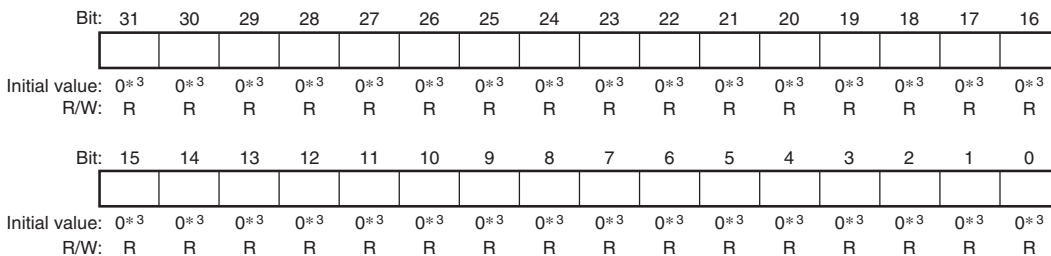 Bit: 31 30 29 28 27 26 25 24 23 22 21 20 19 18 17 16
Initial value: 0*3 0*3 0*3 0*3 0*3 0*3 0*3 0*3 0*3 0*3 0*3 0*3 0*3 0*3 0*3 0*3
R/W: R R R R R R R R R R R R R R R R
Bit: 15 14 13 12 11 10 9 8 7 6 5 4 3 2 1 0
Initial value: 0*3 0*3 0*3 0*3 0*3 0*3 0*3 0*3 0*3 0*3 0*3 0*3 0*3 0*3 0*3 0*3
R/W: R R R R R R R R R R R R R R R R